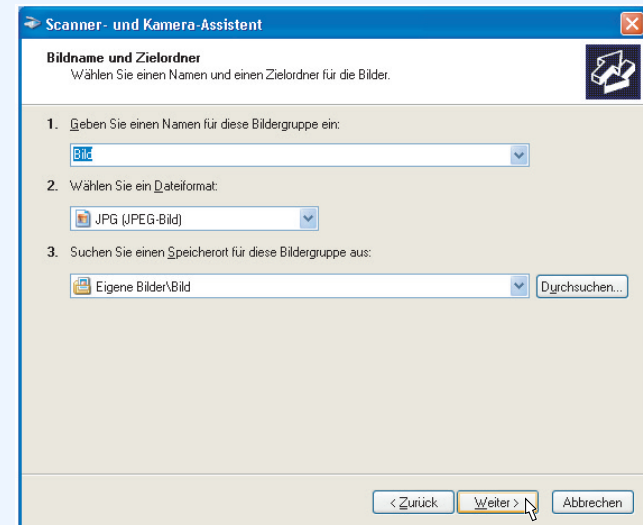 Scanner- und Kamera-Assistent
Bildname und Zielordner
Wählen Sie einen Namen und einen Zielordner für die Bilder.
1. Geben Sie einen Namen für diese Bildergruppe ein:
Bild
2. Wählen Sie ein Dateiformat:
JPG (JPEG-Bild)
3. Suchen Sie einen Speicherort für diese Bildergruppe aus:
Eigene Bilder\Bild Durchsuchen...
< Zurück Weiter > Abbrechen